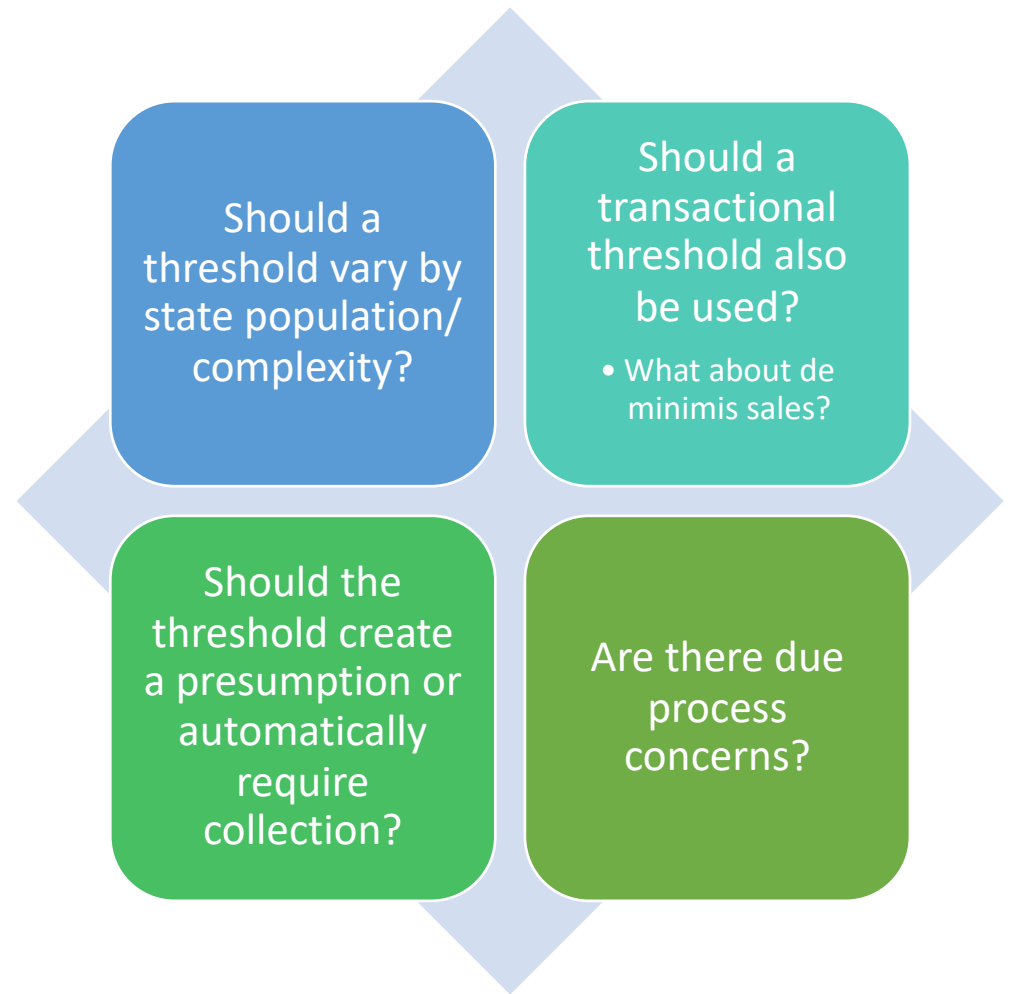 Should a
threshold vary by
state population/
complexity?
Should a
transactional
threshold also
be used?
• What about de
minimis sales?
Should the
threshold create
a presumption or
automatically
require
collection?
Are there due
process
concerns?